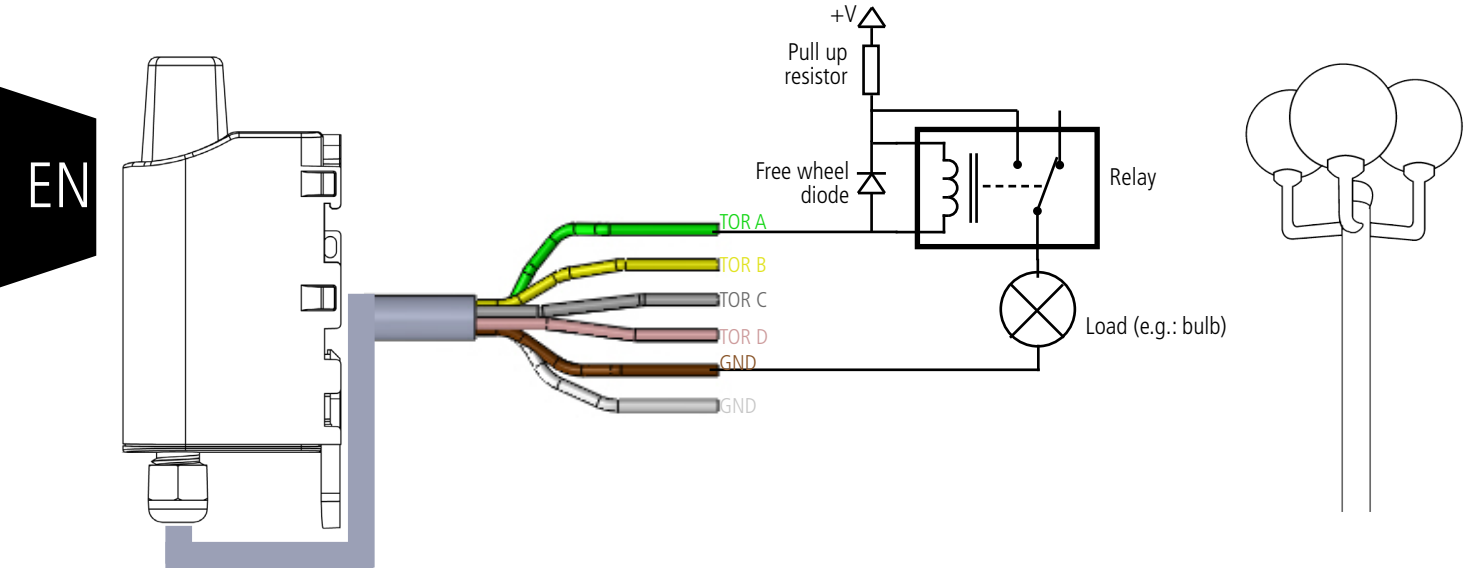 EN
+V
Pull up
resistor
Free wheel
diode
Relay
TOR A
TOR B
TOR C
TOR D
GND
GND
Load (e.g.: bulb)